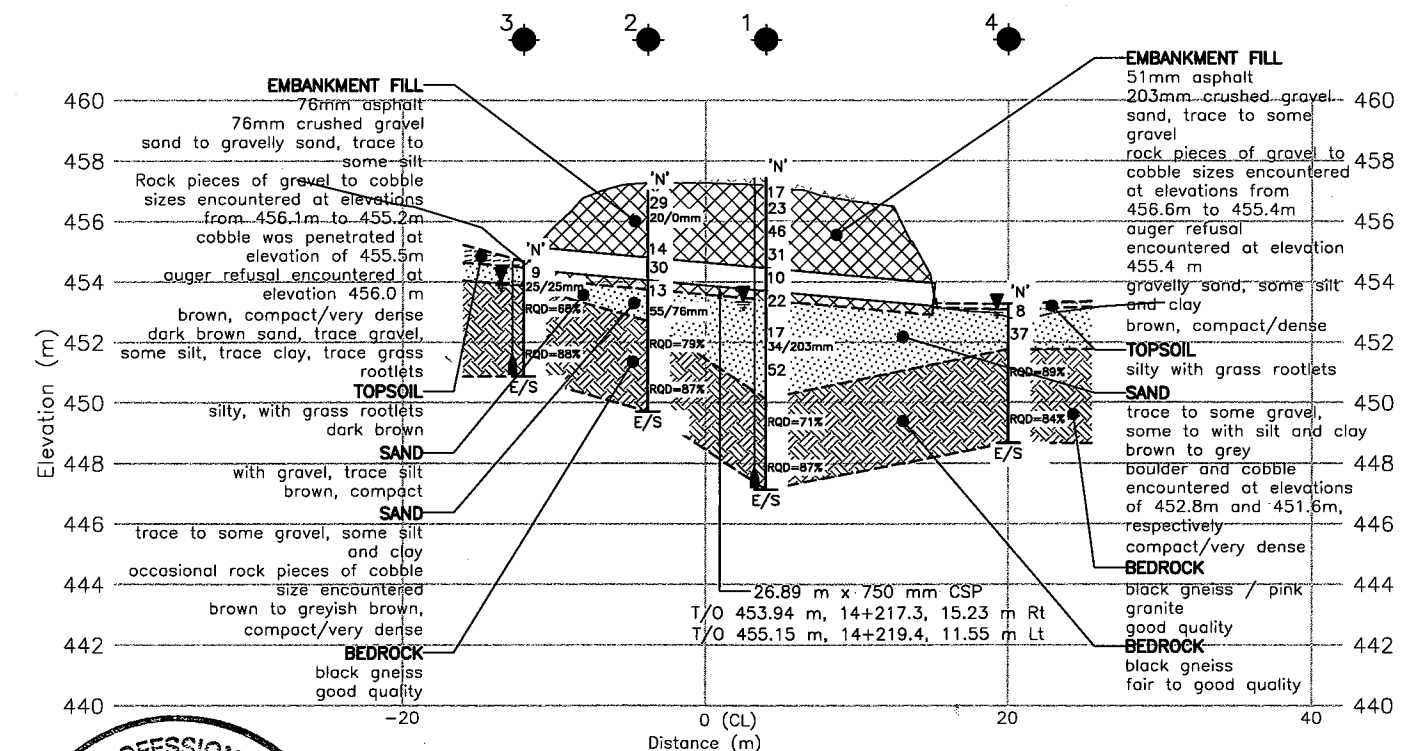 3
2
1
4
EMBANKMENT FILL
76mm asphalt
76mm crushed gravel
sand to gravelly sand, trace to
some silt
Rock pieces of gravel to cobble
sizes encountered at elevations
from 456.1m to 455.2m
cobble was penetrated at
elevation of 455.5m
auger refusal encountered at
elevation 456.0 m
brown, compact/very dense
dark brown sand, trace gravel,
some silt, trace clay, trace grass
rootlets
TOPSOIL
silty, with grass rootlets
dark brown
SAND
with gravel, trace silt
brown, compact
SAND
trace to some gravel, some silt
and clay
occasional rock pieces of cobble
size encountered
brown to greyish brown,
compact/very dense
BEDROCK
black gneiss
good quality
Elevation (m)
460
458
456
454
452
450
448
446
444
442
440
'N'
9
25/25mm
RQD=68%
RQD=88%
E/S
'N'
29
20/0mm
14
30
13
55/76mm
RQD=79%
RQD=87%
E/S
'N'
17
23
46
31
10
22
17
34/203mm
52
RQD=71%
RQD=87%
E/S
'N'
8
37
RQD=89%
RQD=84%
E/S
26.89 m x 750 mm CSP
T/O 453.94 m, 14+217.3, 15.23 m Rt
T/O 455.15 m, 14+219.4, 11.55 m Lt
EMBANKMENT FILL
51mm asphalt
203mm crushed gravel
sand, trace to some
gravel
rock pieces of gravel to
cobble sizes encountered
at elevations from
456.6m to 455.4m
auger refusal
encountered at elevation
455.4 m
gravelly sand, some silt
and clay
brown, compact/dense
TOPSOIL
silty with grass rootlets
SAND
trace to some gravel,
some to with silt and clay
brown to grey
boulder and cobble
encountered at elevations
of 452.8m and 451.6m,
respectively
compact/very dense
BEDROCK
black gneiss / pink
granite
good quality
BEDROCK
black gneiss
fair to good quality
460
458
456
454
452
450
448
446
444
442
440
-20
0 (CL)
20
40
Distance (m)